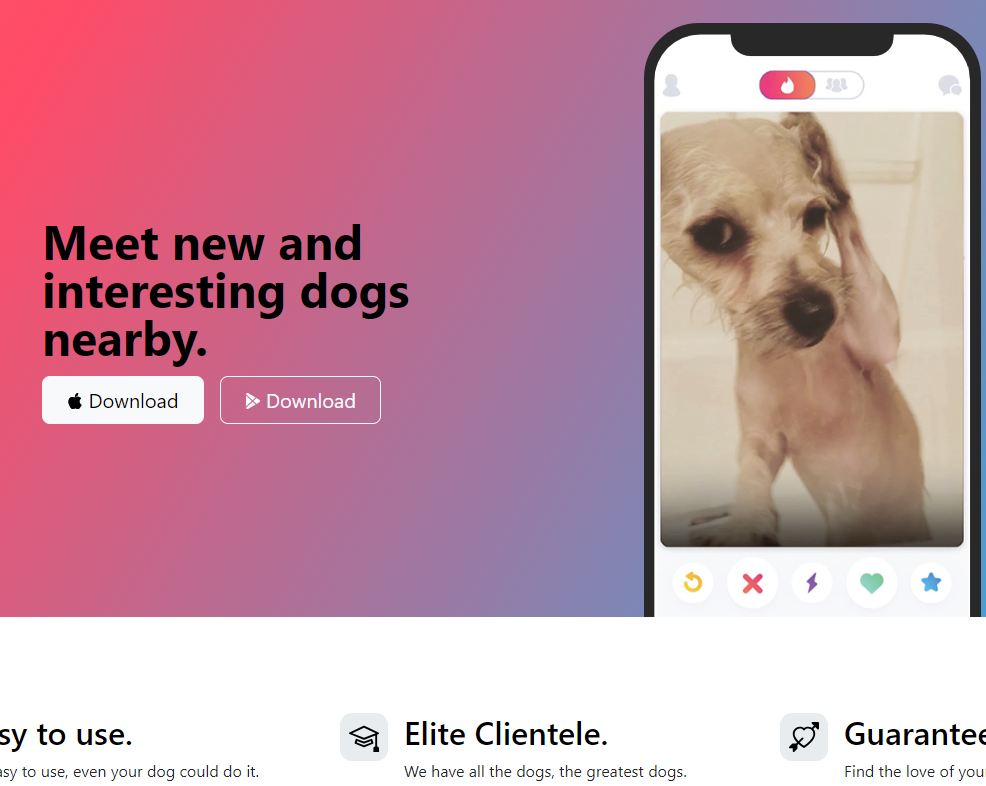 Meet new and
interesting dogs
nearby.
Download
Download
sy to use.
Elite Clientele.
Guarantee
asy to use, even your dog could do it.
We have all the dogs, the greatest dogs.
Find the love of you